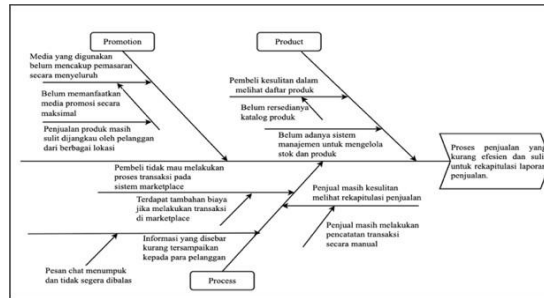 Promotion
Product
Media yang digunakan
belum mencakup pemasaran
secara menyeluruh
Belum memanfaatkan
media promosi secara
maksimal
Penjualan produk masih
sulit dijangkau oleh pelanggan
dari berbagai lokasi
Pembeli kesulitan dalam
melihat daftar produk
Belum tersedianya
katalog produk
Belum adanya sistem
manajemen untuk mengelola
stok dan produk
Proses penjualan yang
kurang efesien dan sulit
untuk rekapitulasi laporan
penjualan.
Pembeli tidak mau melakukan
proses transaksi pada
sistem marketplace
Terdapat tambahan biaya
jika melakukan transaksi
di marketplace
Penjual masih kesulitan
melihat rekapitulasi penjualan
Penjual masih melakukan
pencatatan transaksi
secara manual
Informasi yang disebar
kurang tersampaikan
kepada para pelanggan
Pesan chat menumpuk
dan tidak segera dibalas
Process